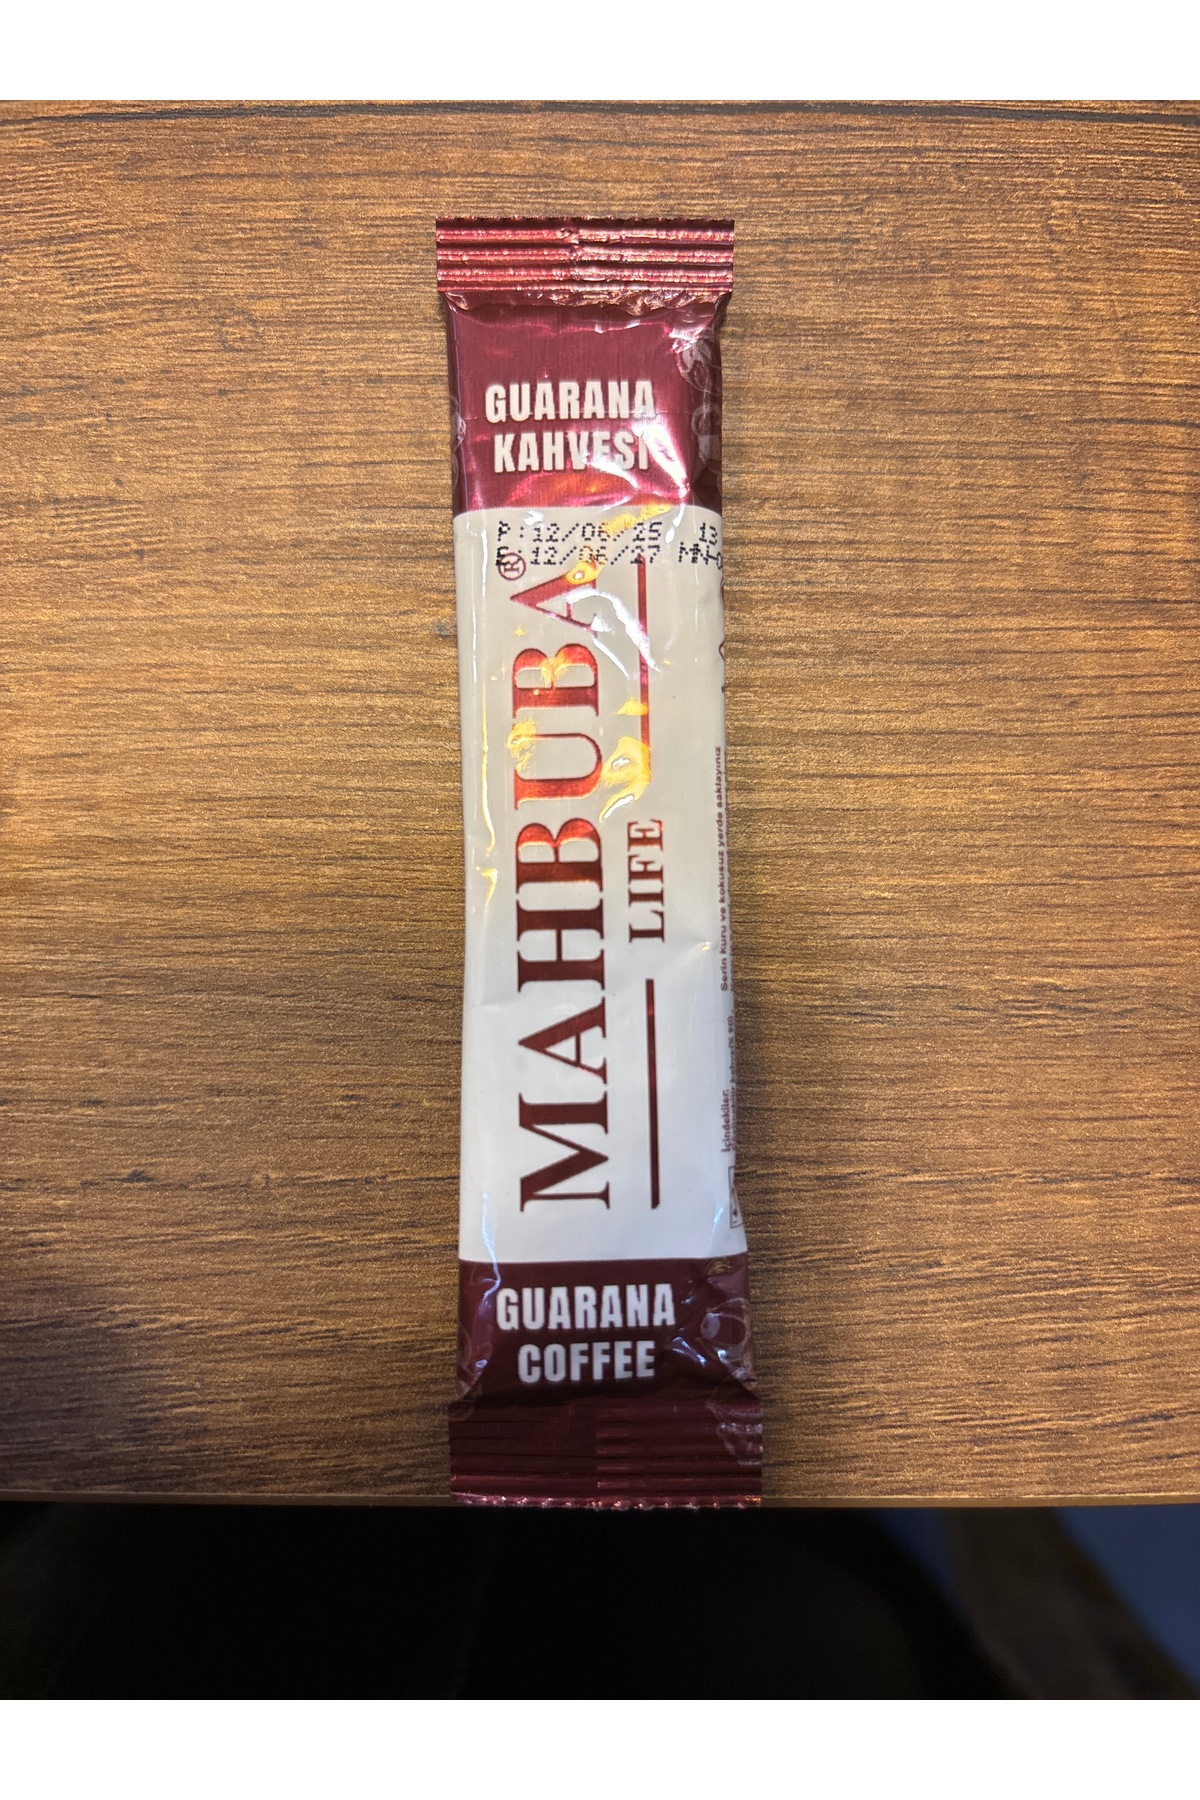 GUARANA
KAHVESİ
P:12/06/25 13
E:12/06/27
MAHBUBA®
LIFE
Serin kuru ve kokusuz yerde saklayınız
İçindekiler:
GUARANA
COFFEE